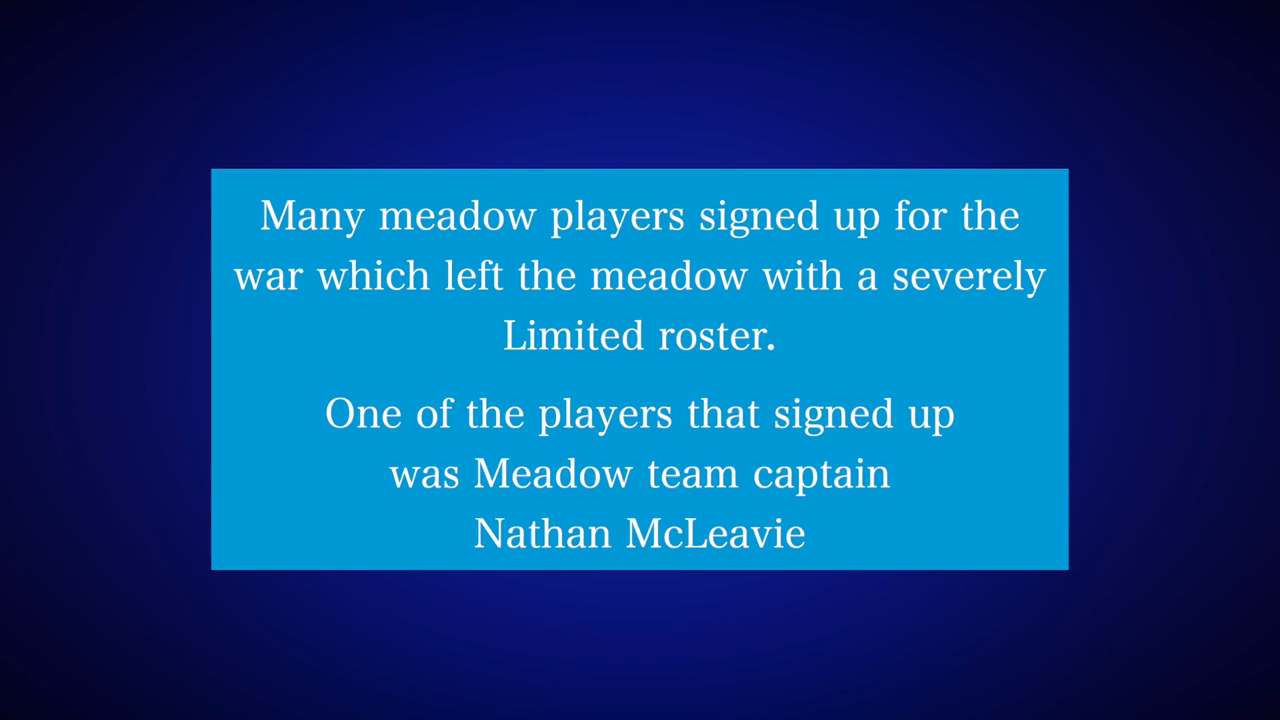 Many meadow players signed up for the
war which left the meadow with a severely
Limited roster.
One of the players that signed up
was Meadow team captain
Nathan McLeavie